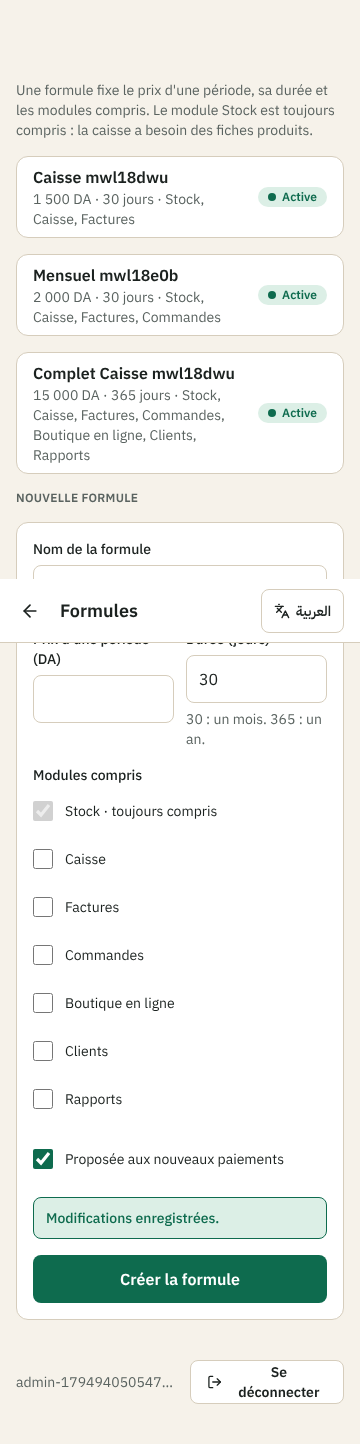 Une formule fixe le prix d'une période, sa durée et
les modules compris. Le module Stock est toujours
compris : la caisse a besoin des fiches produits.
Caisse mwl18dwu
1 500 DA · 30 jours · Stock,
Caisse, Factures
Active
Mensuel mwl18e0b
2 000 DA · 30 jours · Stock,
Caisse, Factures, Commandes
Active
Complet Caisse mwl18dwu
15 000 DA · 365 jours · Stock,
Caisse, Factures, Commandes,
Boutique en ligne, Clients,
Rapports
Active
NOUVELLE FORMULE
Nom de la formule
Formules
العربية
Prix d'une période
(DA)
Durée (jours)
30
30 : un mois. 365 : un
an.
Modules compris
Stock · toujours compris
Caisse
Factures
Commandes
Boutique en ligne
Clients
Rapports
Proposée aux nouveaux paiements
Modifications enregistrées.
Créer la formule
admin-179494050547...
Se
déconnecter